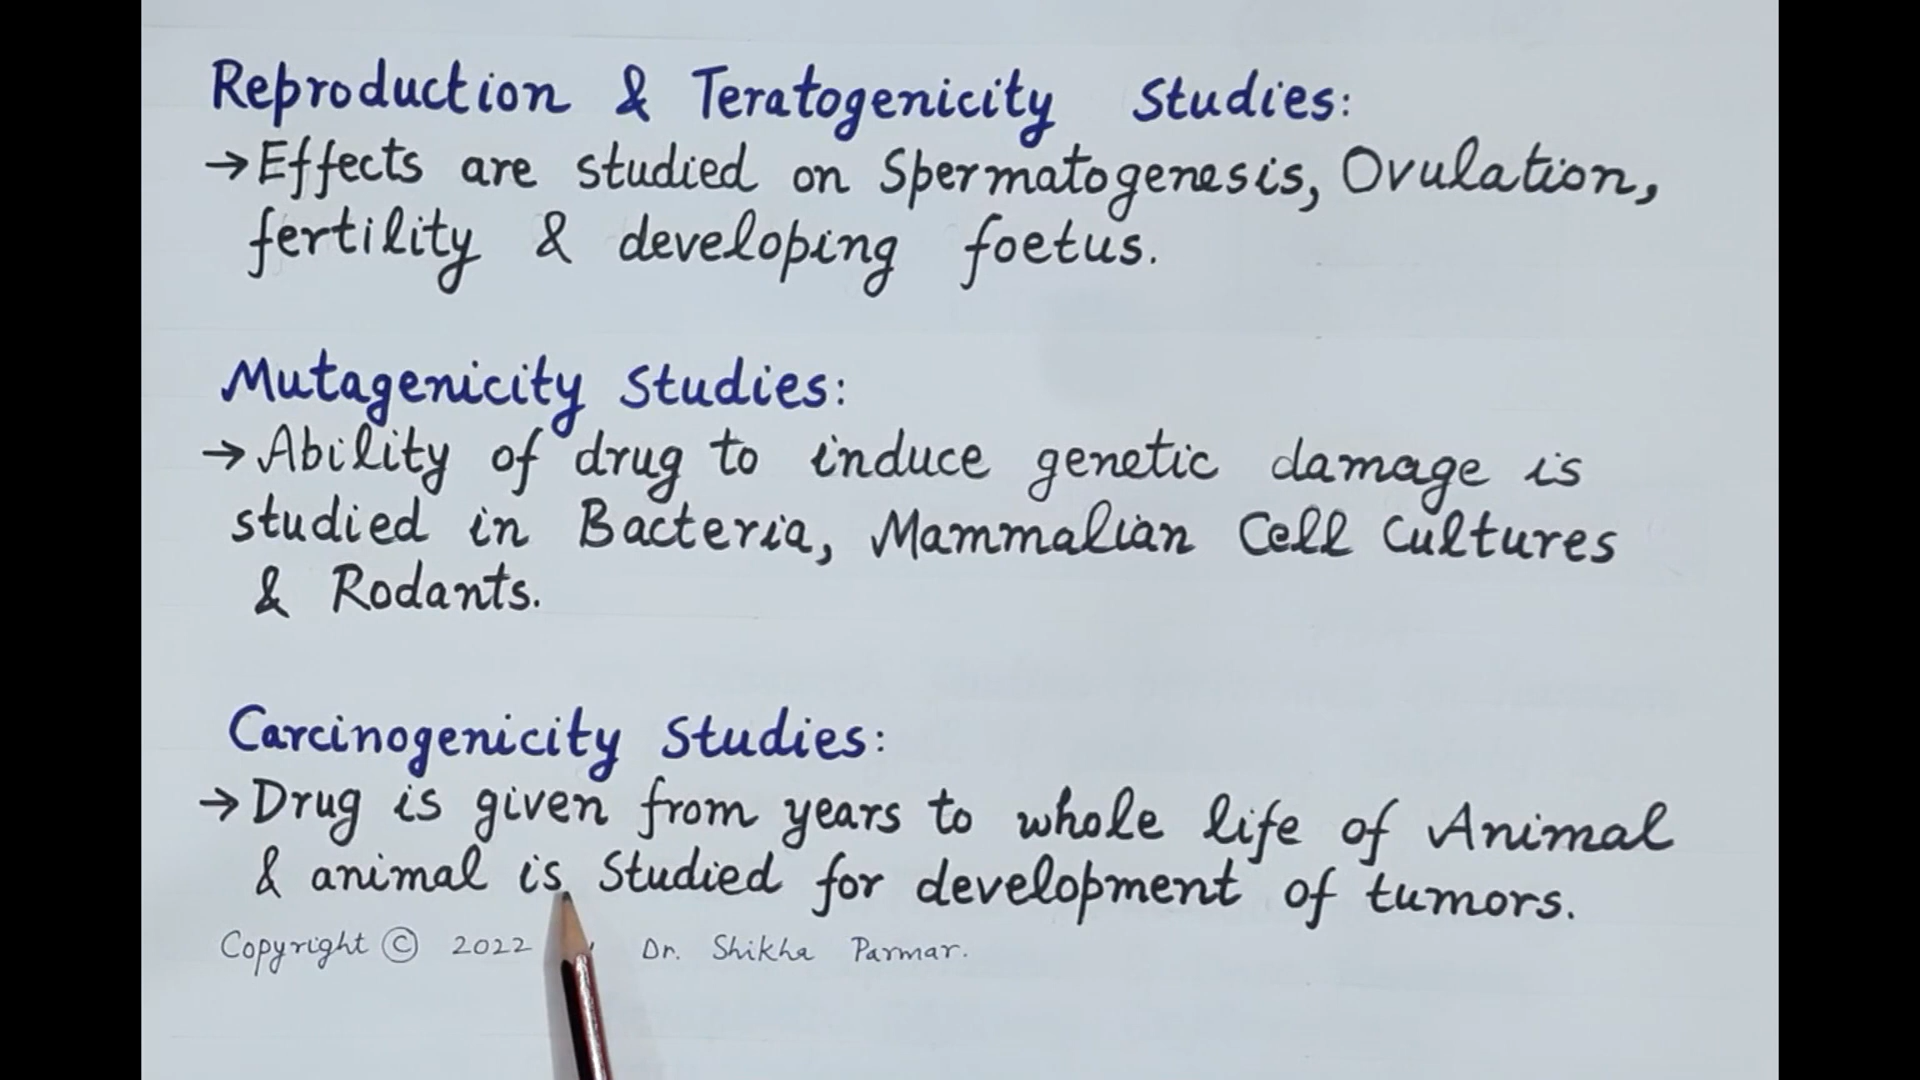 Reproduction & Teratogenicity Studies:
→ Effects are studied on Spermatogenesis, Ovulation,
fertility & developing foetus.
Mutagenicity Studies:
→ Ability of drug to induce genetic damage is
studied in Bacteria, Mammalian Cell Cultures
& Rodants.
Carcinogenicity Studies:
→ Drug is given from years to whole life of Animal
& animal is Studied for development of tumors.
Copyright © 2022 Dr. Shikha Parmar.